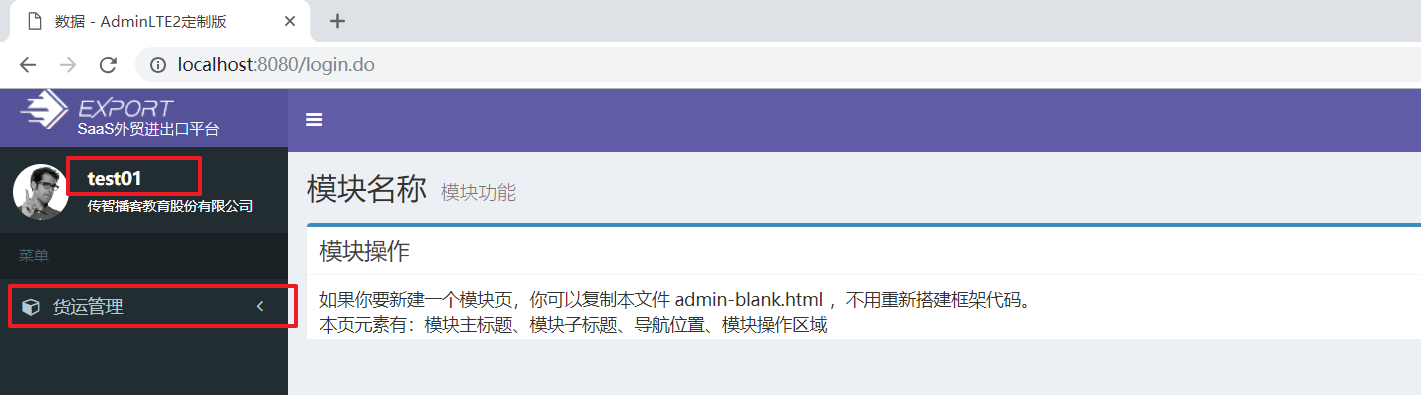 数据 - AdminLTE2定制版
localhost:8080/login.do
EXPORT
SaaS外贸进出口平台
test01
传智播客教育股份有限公司
菜单
货运管理
模块名称 模块功能
模块操作
如果你要新建一个模块页，你可以复制本文件 admin-blank.html ，不用重新搭建框架代码。
本页元素有：模块主标题、模块子标题、导航位置、模块操作区域